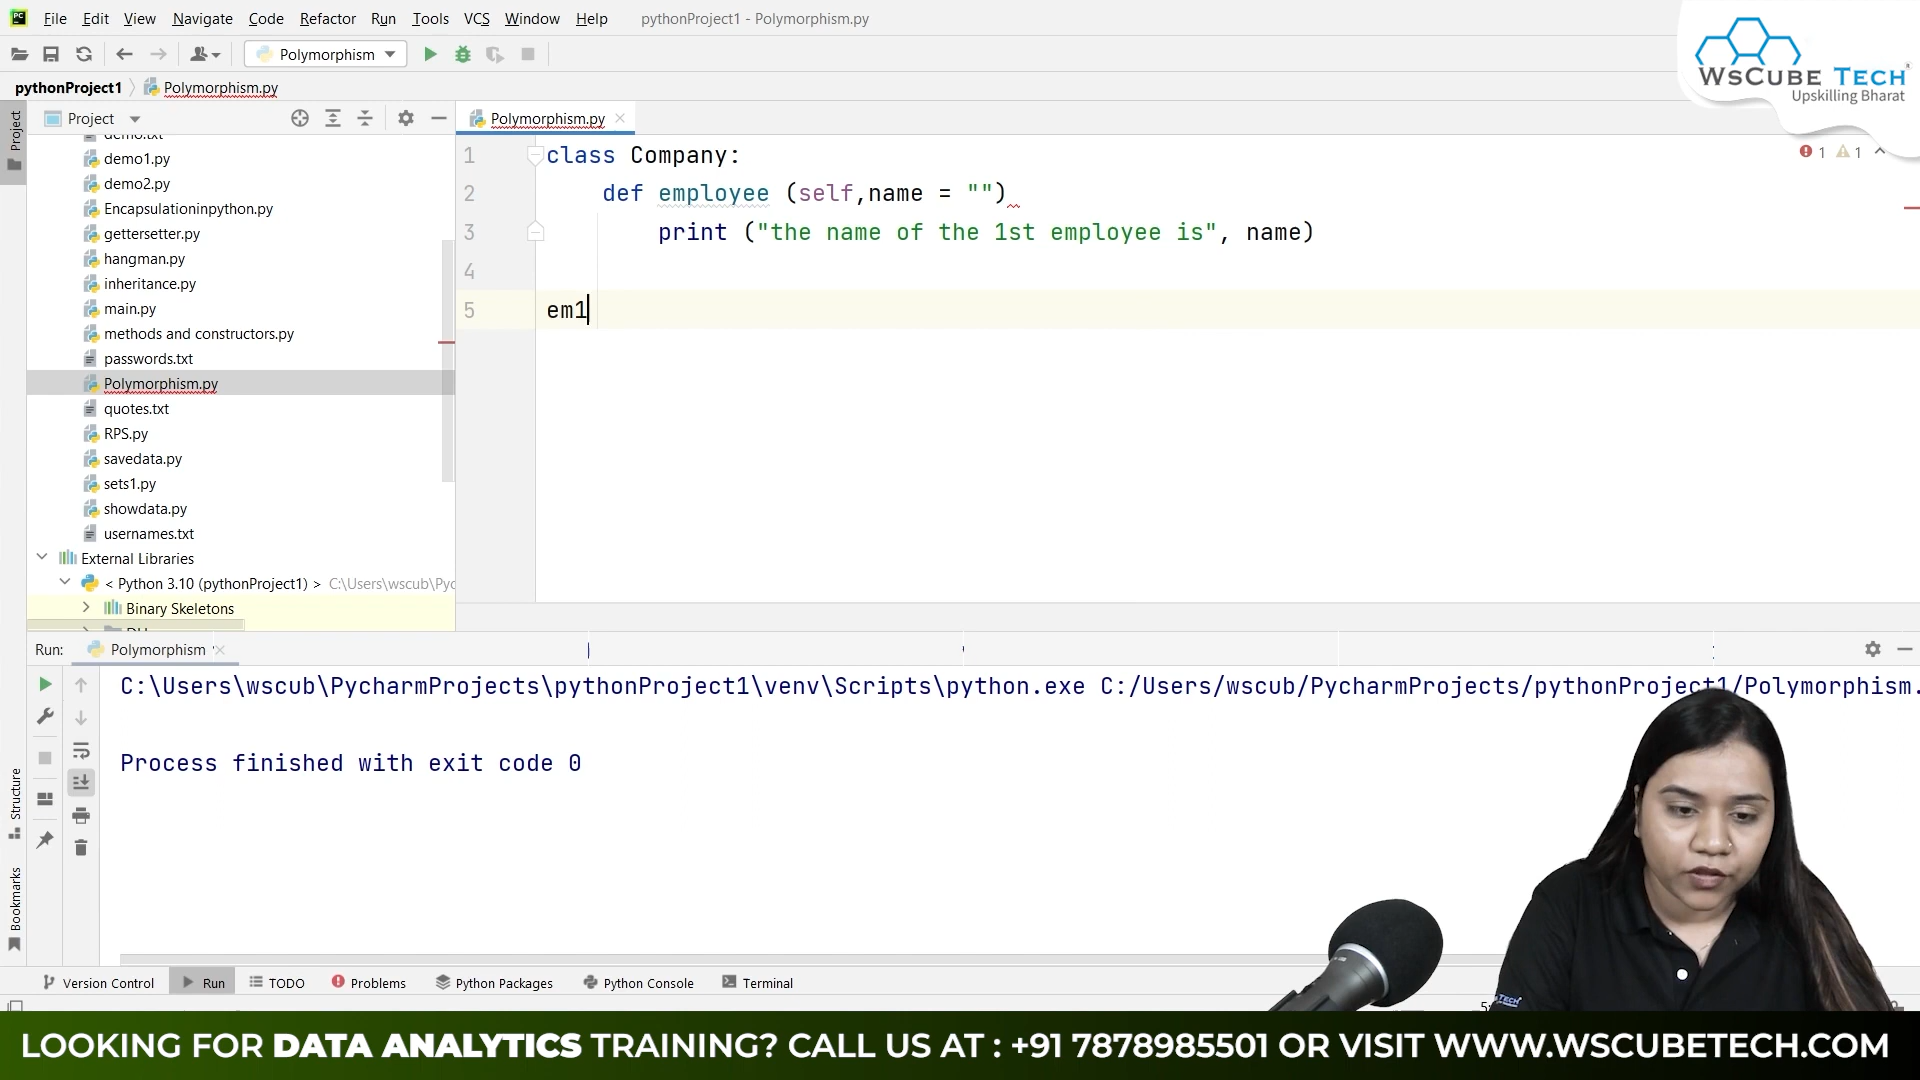 File Edit View Navigate Code Refactor Run Tools VCS Window Help pythonProject1 - Polymorphism.py
WsCube Tech
Upskilling Bharat
Polymorphism
pythonProject1 Polymorphism.py
Project
Project
Polymorphism.py
demo.txt
demo1.py
demo2.py
Encapsulationinpython.py
gettersetter.py
hangman.py
inheritance.py
main.py
methods and constructors.py
passwords.txt
Polymorphism.py
quotes.txt
RPS.py
savedata.py
sets1.py
showdata.py
usernames.txt
External Libraries
< Python 3.10 (pythonProject1) > C:\Users\wscub\Pyc
Binary Skeletons
1 class Company:
2 def employee (self,name = "")
3 print ("the name of the 1st employee is", name)
4
5 em1
1 1
Run: Polymorphism
C:\Users\wscub\PycharmProjects\pythonProject1\venv\Scripts\python.exe C:/Users/wscub/PycharmProjects/pythonProject1/Polymorphism.
Process finished with exit code 0
Structure
Bookmarks
Version Control Run TODO Problems Python Packages Python Console Terminal
LOOKING FOR DATA ANALYTICS TRAINING? CALL US AT : +91 7878985501 OR VISIT WWW.WSCUBETECH.COM